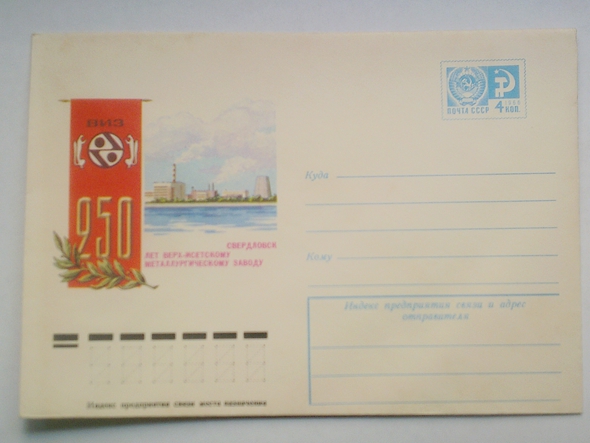 ПОЧТА СССР
4 КОП.
ВИЗ
250
СВЕРДЛОВСК
ЛЕТ ВЕРХ-ИСЕТСКОМУ
МЕТАЛЛУРГИЧЕСКОМУ ЗАВОДУ
Куда
Кому
Индекс предприятия связи и адрес
отправителя
Индекс предприятия связи места назначения